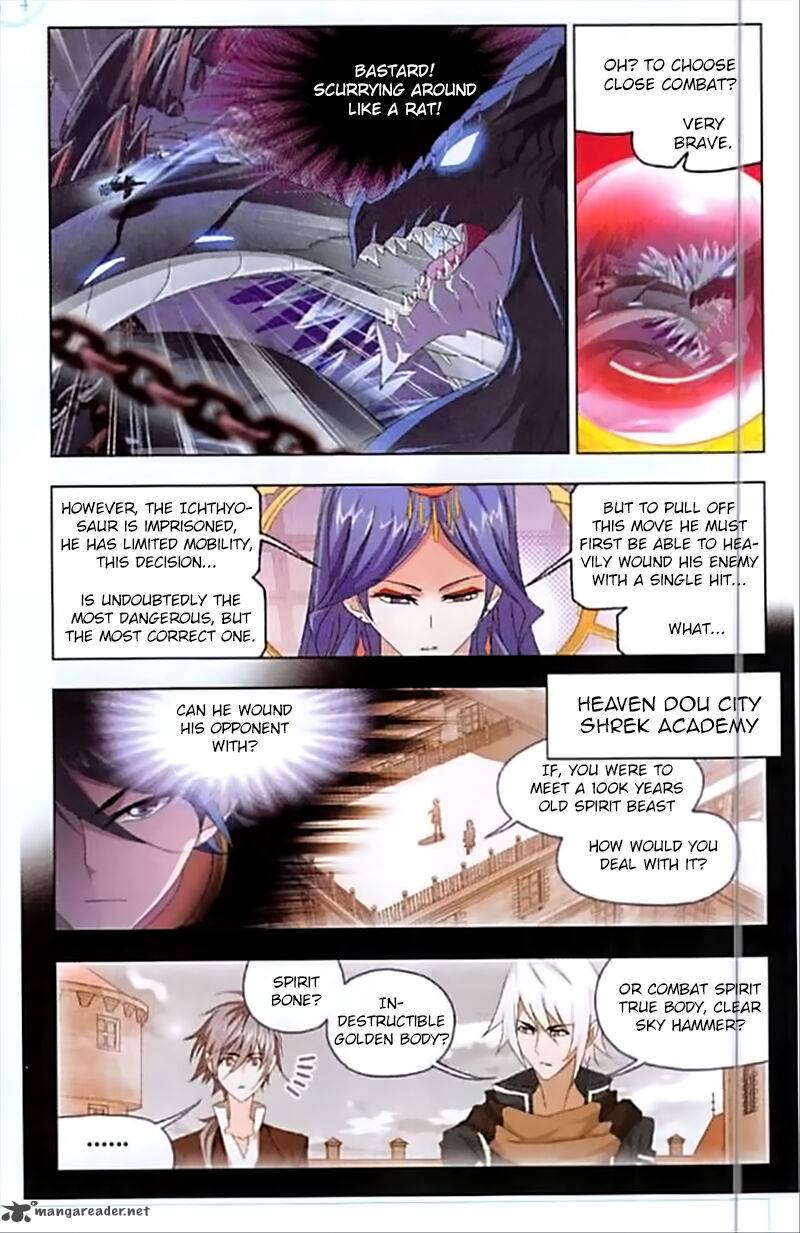 4
BASTARD!
SCURRYING AROUND
LIKE A RAT!
OH? TO CHOOSE
CLOSE COMBAT?
VERY
BRAVE.
HOWEVER, THE ICHTHYO-
SAUR IS IMPRISONED,
HE HAS LIMITED MOBILITY,
THIS DECISION...
IS UNDOUBTEDLY THE
MOST DANGEROUS, BUT
THE MOST CORRECT ONE.
BUT TO PULL OFF
THIS MOVE HE MUST
FIRST BE ABLE TO HEA-
VILY WOUND HIS ENEMY
WITH A SINGLE HIT...
WHAT...
CAN HE WOUND
HIS OPPONENT
WITH?
HEAVEN DOU CITY
SHREK ACADEMY
IF, YOU WERE TO
MEET A 100K YEARS
OLD SPIRIT BEAST
HOW WOULD YOU
DEAL WITH IT?
SPIRIT
BONE?
IN-
DESTRUCTIBLE
GOLDEN BODY?
OR COMBAT SPIRIT
TRUE BODY, CLEAR
SKY HAMMER?
......
mangareader.net